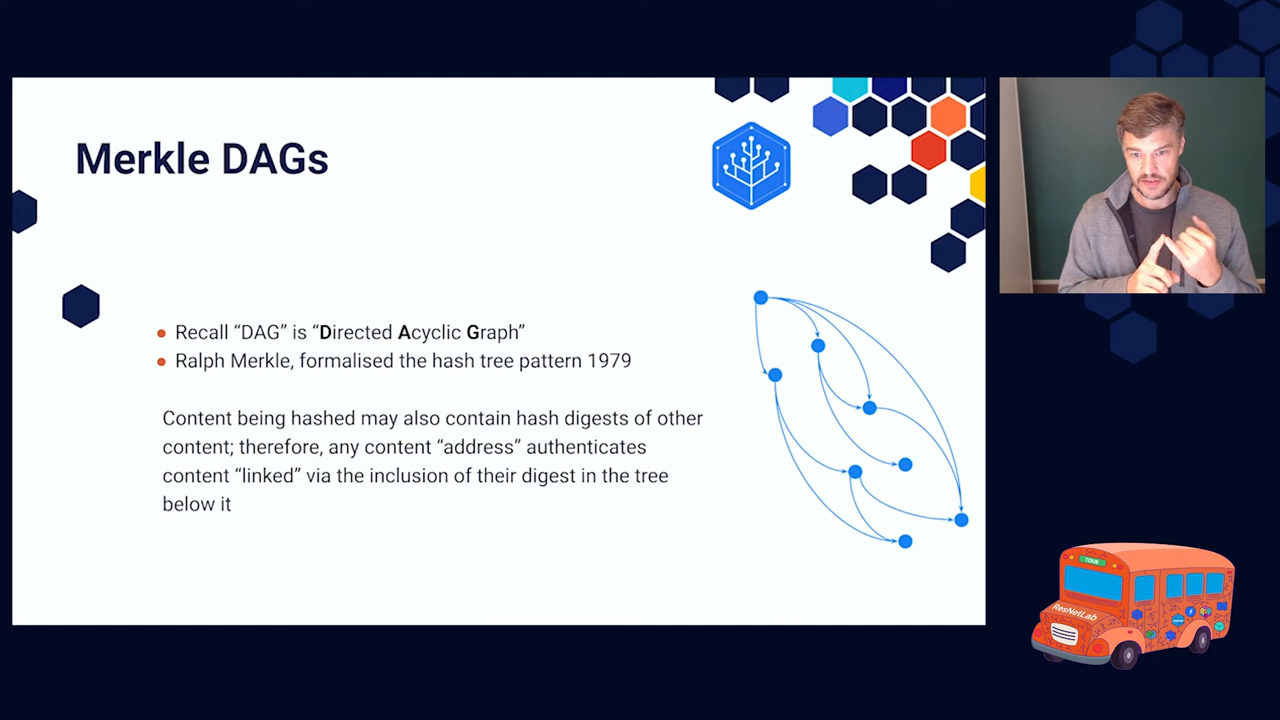 Merkle DAGs
Recall “DAG” is “Directed Acyclic Graph”
Ralph Merkle, formalised the hash tree pattern 1979
Content being hashed may also contain hash digests of other
content; therefore, any content “address” authenticates
content “linked” via the inclusion of their digest in the tree
below it
TOUR
ResNetLab